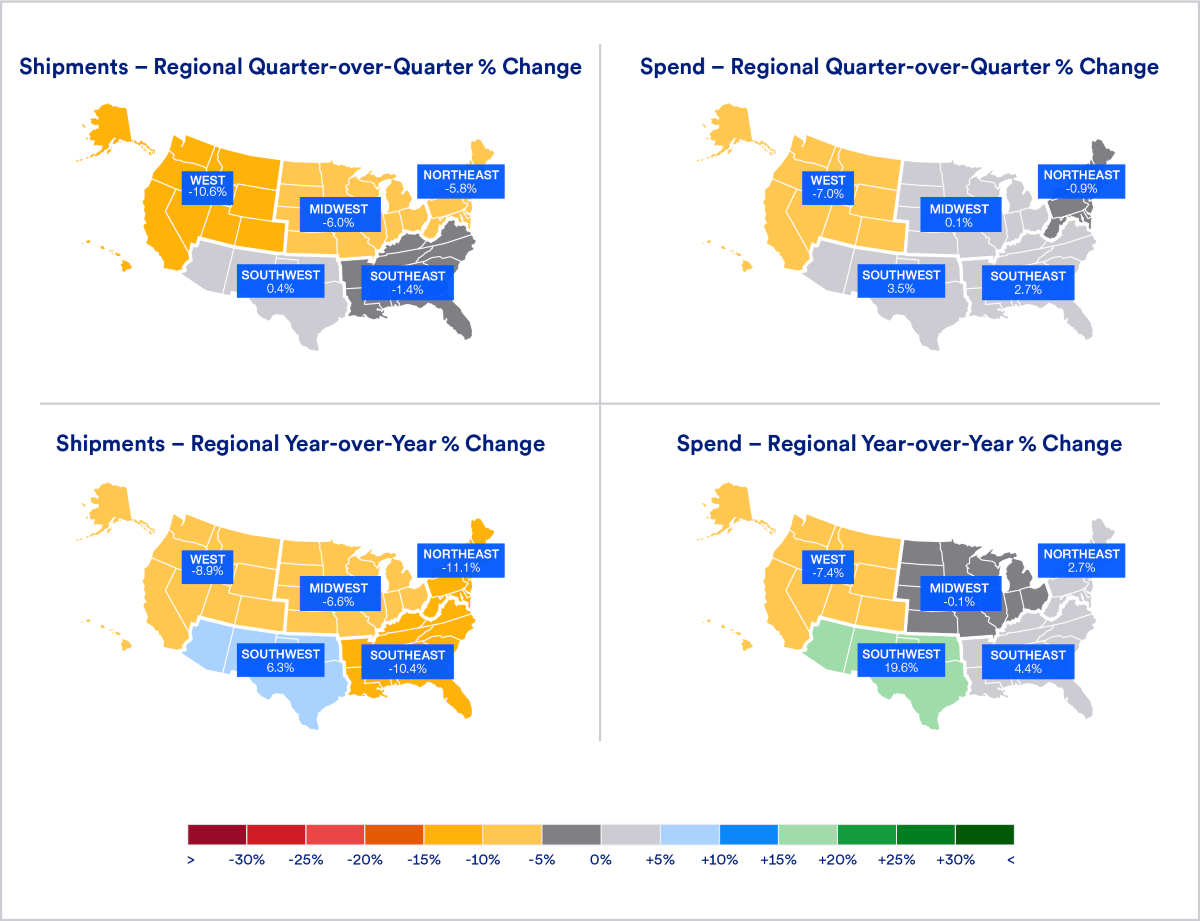 Shipments – Regional Quarter-over-Quarter % Change
WEST
-10.6%
MIDWEST
-6.0%
NORTHEAST
-5.8%
SOUTHWEST
0.4%
SOUTHEAST
-1.4%
Spend – Regional Quarter-over-Quarter % Change
WEST
-7.0%
MIDWEST
0.1%
NORTHEAST
-0.9%
SOUTHWEST
3.5%
SOUTHEAST
2.7%
Shipments – Regional Year-over-Year % Change
WEST
-8.9%
MIDWEST
-6.6%
NORTHEAST
-11.1%
SOUTHWEST
6.3%
SOUTHEAST
-10.4%
Spend – Regional Year-over-Year % Change
WEST
-7.4%
MIDWEST
-0.1%
NORTHEAST
2.7%
SOUTHWEST
19.6%
SOUTHEAST
4.4%
> -30% -25% -20% -15% -10% -5% 0% +5% +10% +15% +20% +25% +30% <